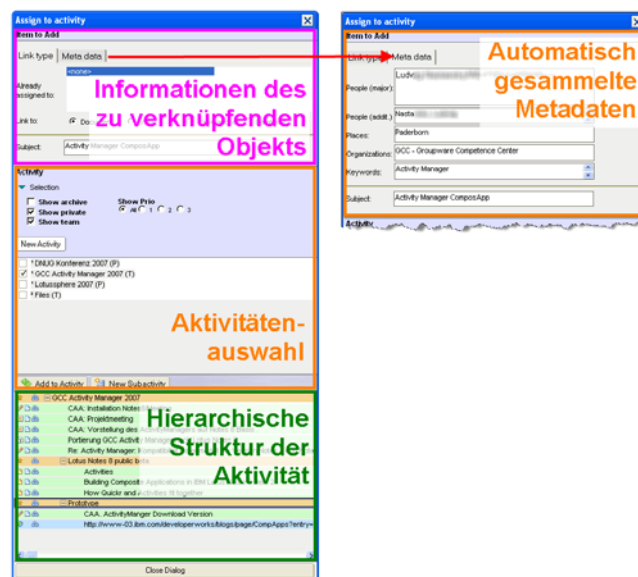 Assign to activity
Item to Add
Link type
Meta data
<none>
Already
assigned to:
Link to:
Subject:
Activity Manager ComposApp
Informationen des
zu verknüpfenden
Objekts
Activity
Selection
Show archive
Show private
Show team
Show Prio
All 1 2 3
New Activity
! DNUG Konferenz 2007 (P)
! GCC Activity Manager 2007 (T)
! Lotussphere 2007 (P)
* Files (T)
Aktivitäten-
auswahl
Add to Activity
New Subactivity
GCC Activity Manager 2007
CAA: Installation Notes
CAA: Projektmeeting
CAA: Vorstellung des
Portierung GCC Activity
Re: Activity Manager:
Lotus Notes 8 public beta
Activities
Building Composite Applications in IBM
How Quickr and Activities fit together
Prototype
CAA. ActivityManger Download Version
http://www-03.ibm.com/developerworks/blogs/page/CompApps?entry=
Hierarchische
Struktur der
Aktivität
Close Dialog
Assign to activity
Item to Add
Link type
Meta data
People (major):
People (addtl.)
Places:
Paderborn
Organizations:
GCC - Groupware Competence Center
Keywords:
Activity Manager
Subject:
Activity Manager ComposApp
Activity
Automatisch
gesammelte
Metadaten